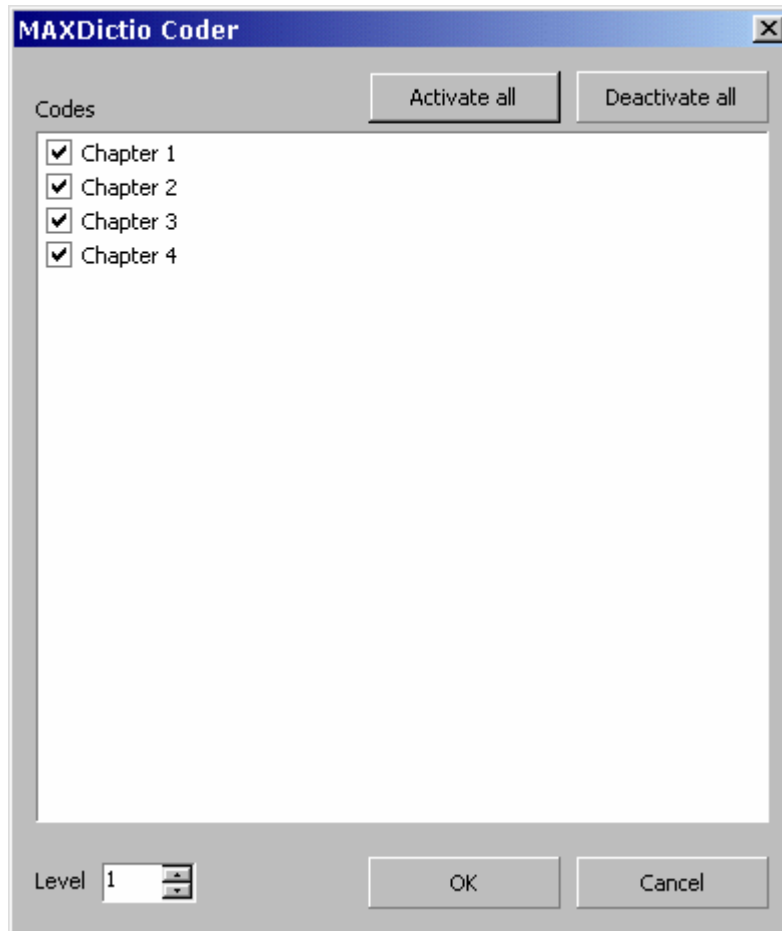 MAXDictio Coder
Activate all
Deactivate all
Codes
Chapter 1
Chapter 2
Chapter 3
Chapter 4
Level 1
OK
Cancel